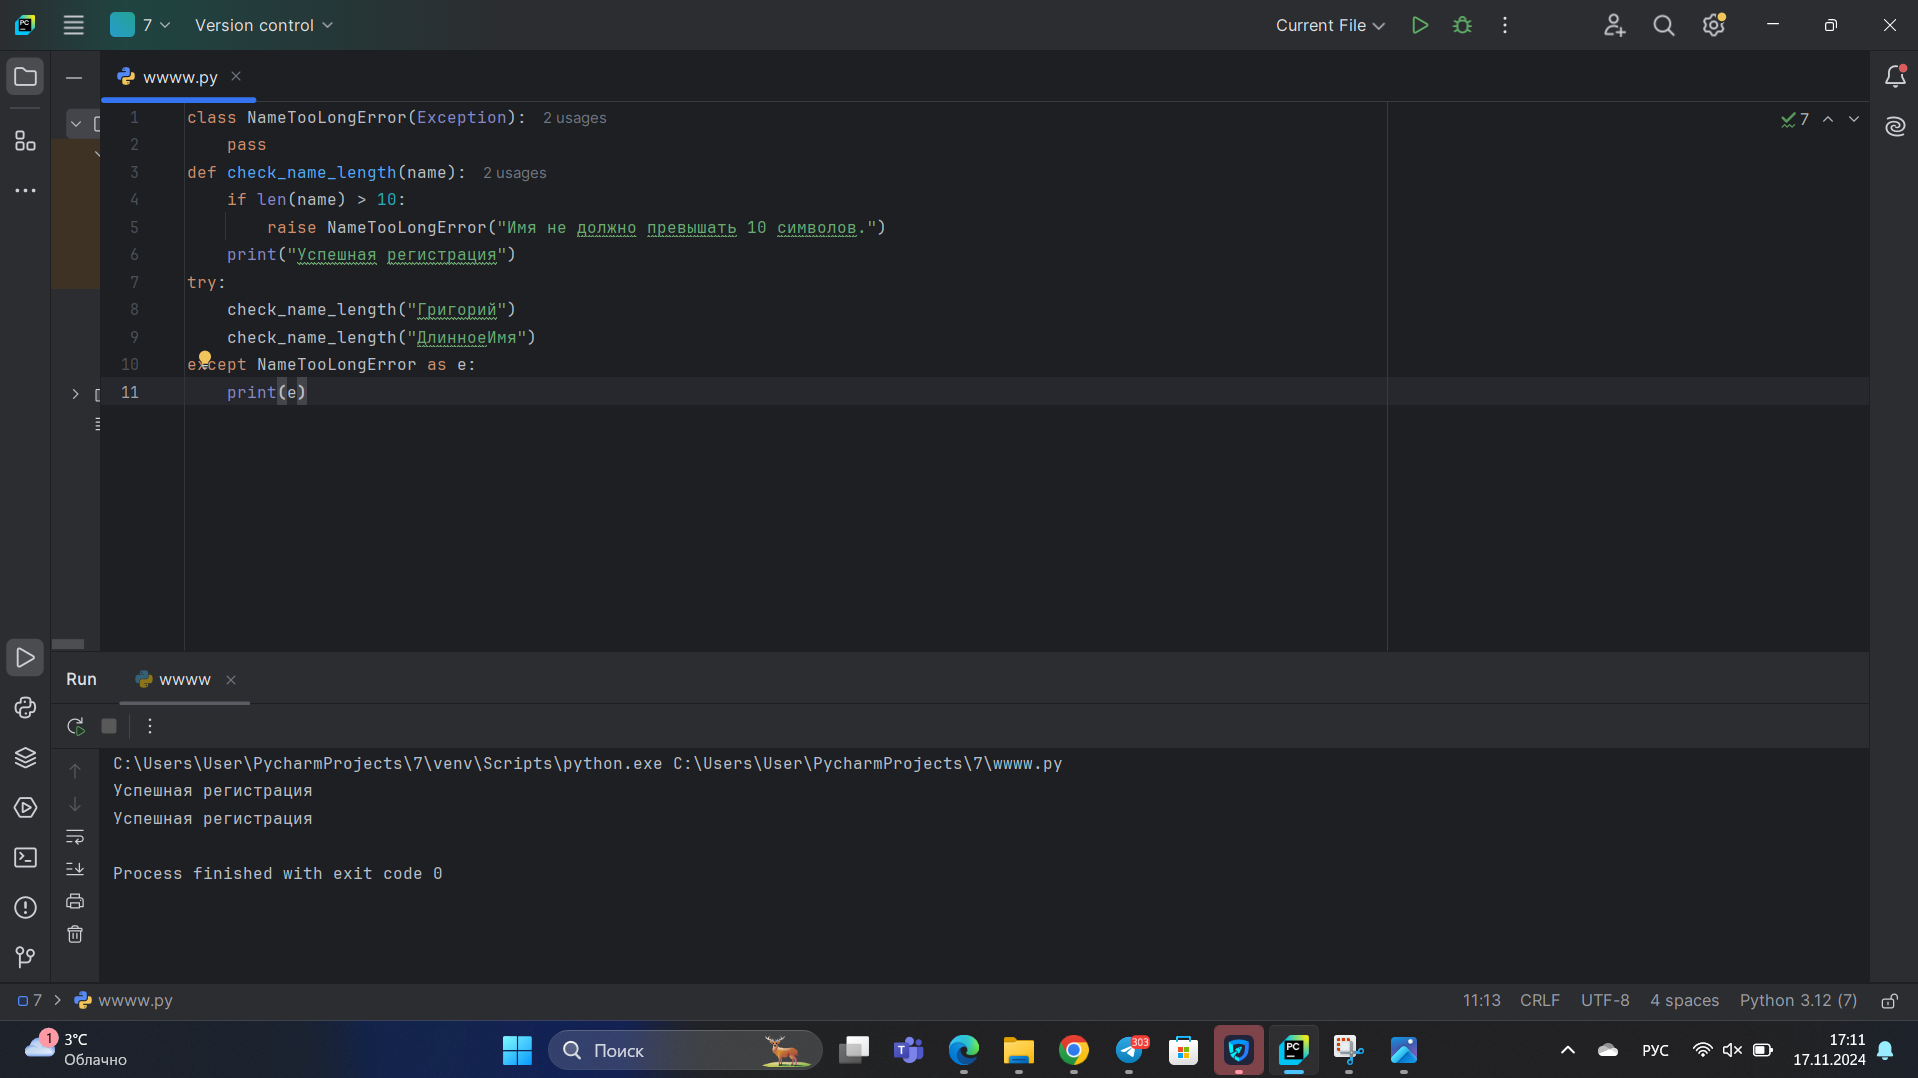 7 Version control Current File
wwww.py
1 class NameTooLongError(Exception): 2 usages
7
2 pass
3 def check_name_length(name): 2 usages
4 if len(name) > 10:
5 raise NameTooLongError("Имя не должно превышать 10 символов.")
6 print("Успешная регистрация")
7 try:
8 check_name_length("Григорий")
9 check_name_length("ДлинноеИмя")
10 except NameTooLongError as e:
11 print(e)
Run wwww
C:\Users\User\PycharmProjects\7\venv\Scripts\python.exe C:\Users\User\PycharmProjects\7\wwww.py
Успешная регистрация
Успешная регистрация
Process finished with exit code 0
7 wwww.py 11:13 CRLF UTF-8 4 spaces Python 3.12 (7)
1 3°C
Облачно
Поиск
303
PC
РУС
17:11
17.11.2024